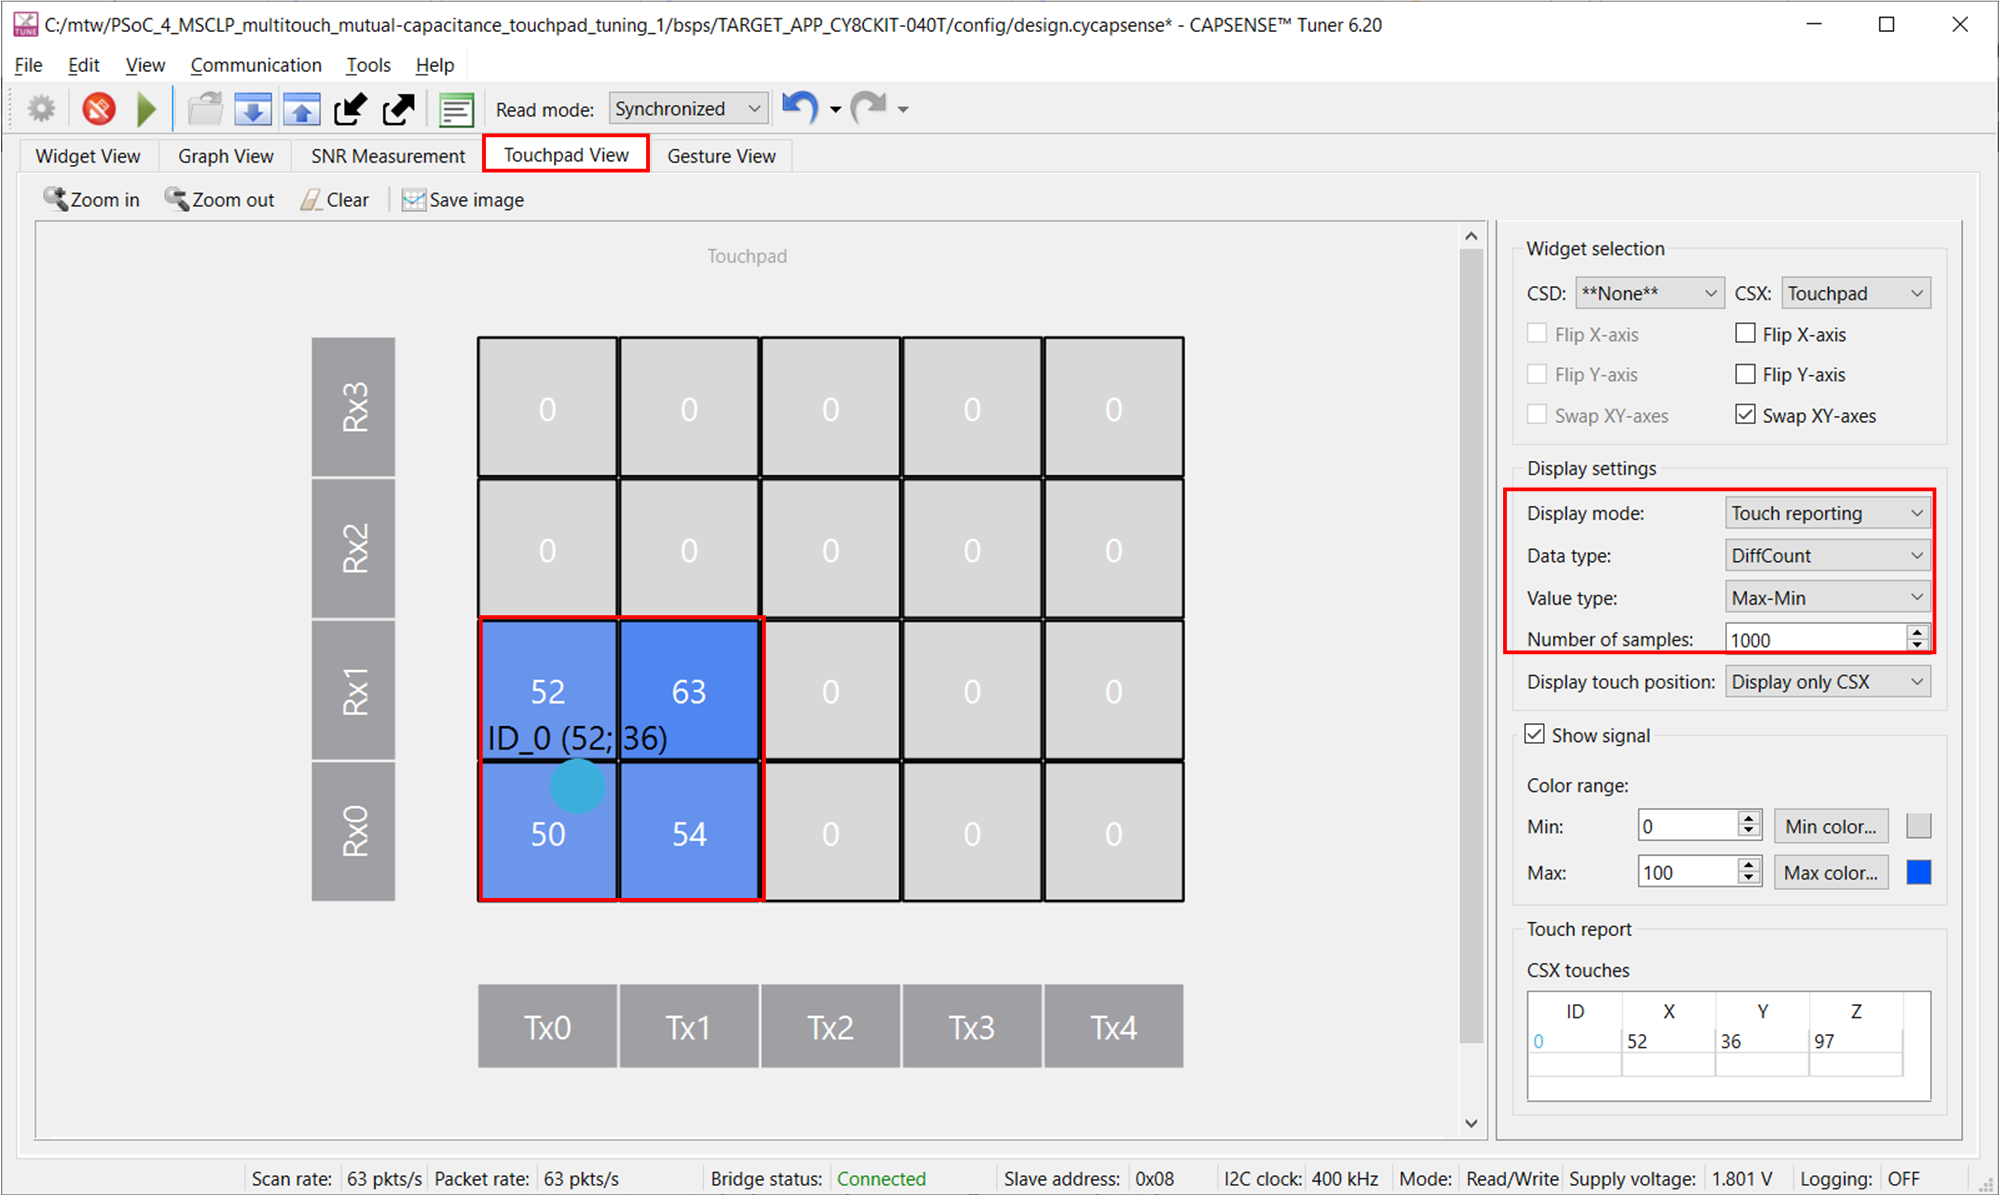 C:/mtw/PSoC_4_MSCLP_multitouch_mutual-capacitance_touchpad_tuning_1/bsps/TARGET_APP_CY8CKIT-040T/config/design.cycapsense* - CAPSENSE™ Tuner 6.20
File Edit View Communication Tools Help
Read mode: Synchronized
Widget View Graph View SNR Measurement Touchpad View Gesture View
Zoom in Zoom out Clear Save image
Touchpad
Rx3 0 0 0 0 0
Rx2 0 0 0 0 0
Rx1 52 63 0 0 0
ID_0 (52; 36)
Rx0 50 54 0 0 0
Tx0 Tx1 Tx2 Tx3 Tx4
Widget selection
CSD: **None** CSX: Touchpad
Flip X-axis Flip X-axis
Flip Y-axis Flip Y-axis
Swap XY-axes Swap XY-axes
Display settings
Display mode: Touch reporting
Data type: DiffCount
Value type: Max-Min
Number of samples: 1000
Display touch position: Display only CSX
Show signal
Color range:
Min: 0 Min color...
Max: 100 Max color...
Touch report
CSX touches
ID X Y Z
0 52 36 97
Scan rate: 63 pkts/s Packet rate: 63 pkts/s Bridge status: Connected Slave address: 0x08 I2C clock: 400 kHz Mode: Read/Write Supply voltage: 1.801 V Logging: OFF